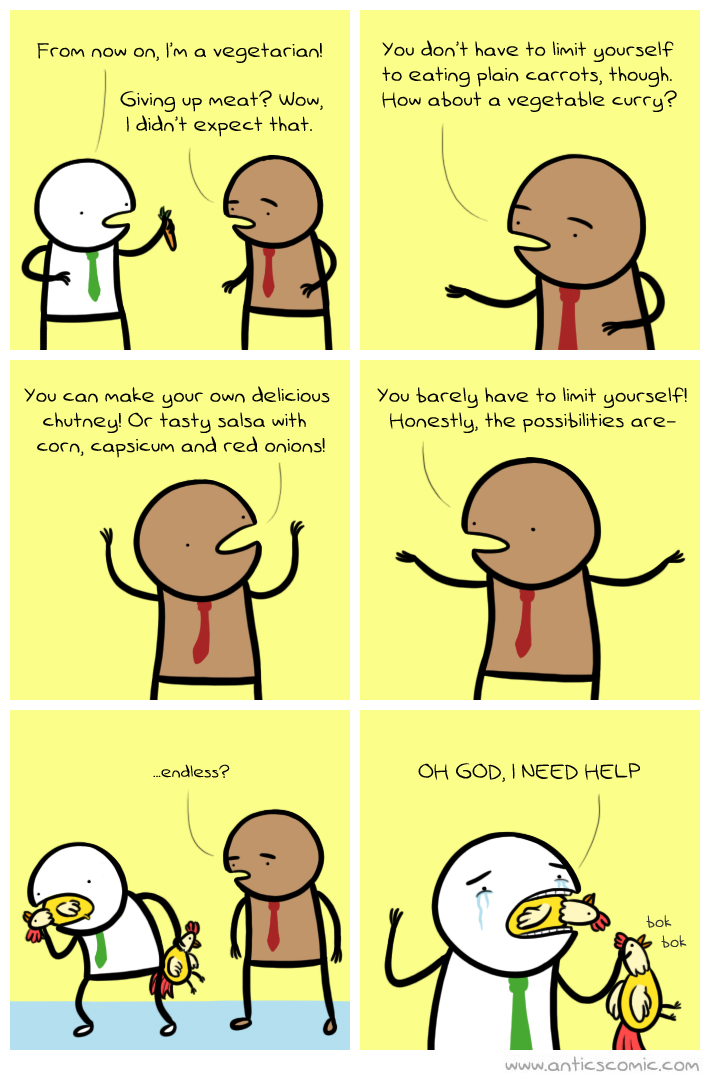 From now on, I'm a vegetarian!
Giving up meat? Wow,
I didn't expect that.
You don't have to limit yourself
to eating plain carrots, though.
How about a vegetable curry?
You can make your own delicious
chutney! Or tasty salsa with
corn, capsicum and red onions!
You barely have to limit yourself!
Honestly, the possibilities are-
...endless?
OH GOD, I NEED HELP
bok
bok
www.anticscomic.com